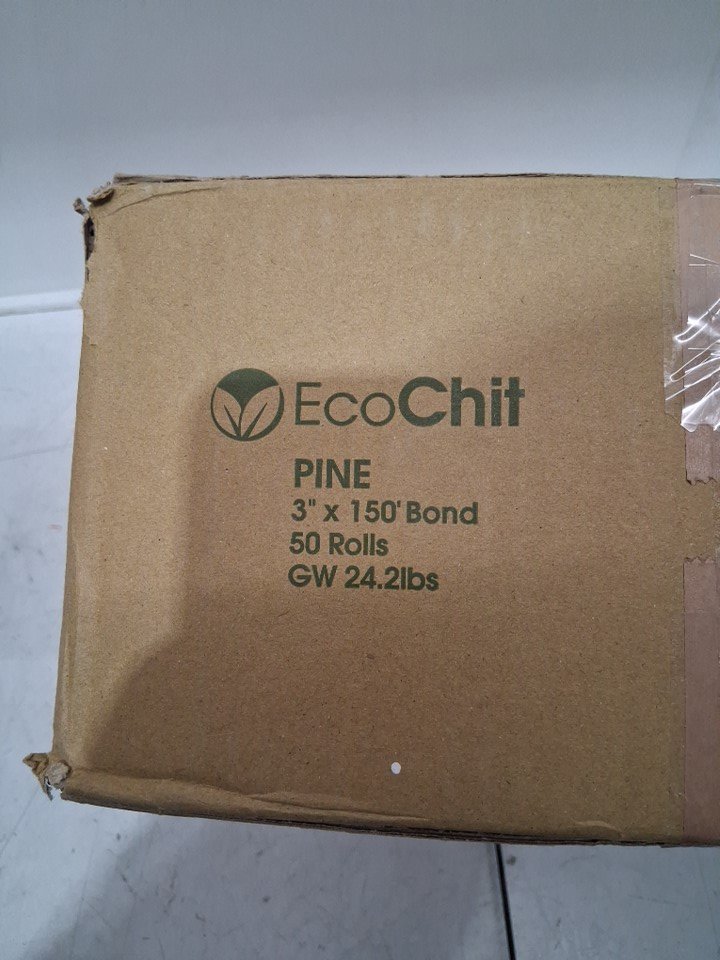 EcoChit
PINE
3" x 150' Bond
50 Rolls
GW 24.2lbs